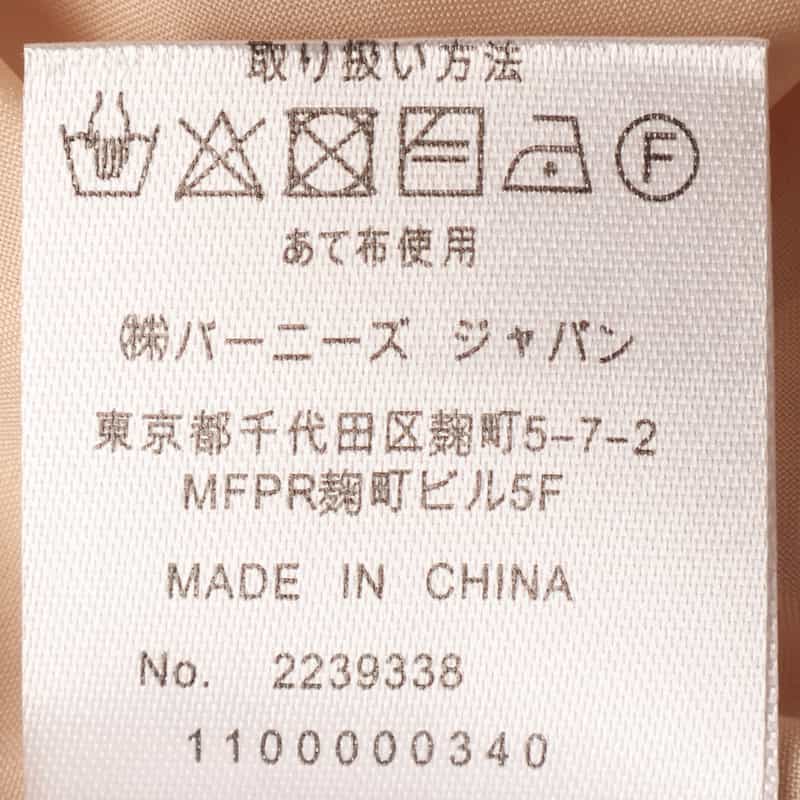 取り扱い方法
F
あて布使用
㈱バーニーズ ジャパン
東京都千代田区麹町5-7-2
MFPR麹町ビル5F
MADE IN CHINA
No. 2239338
1100000340